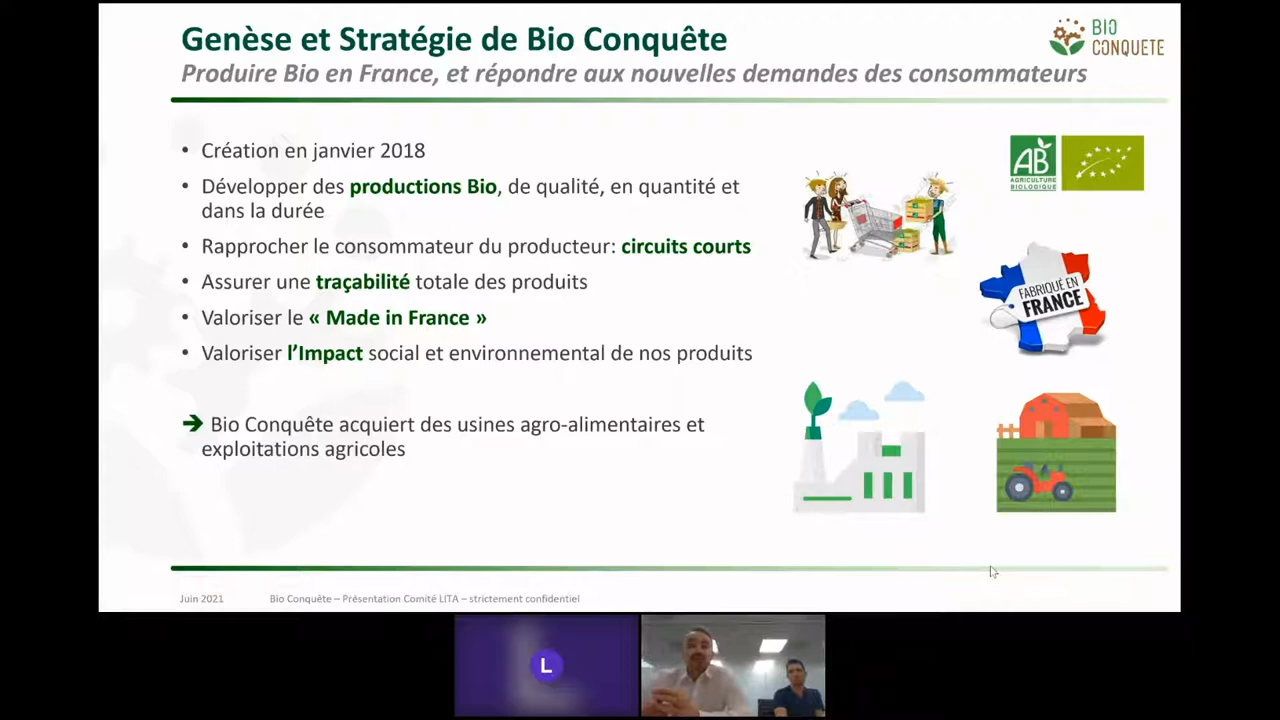 Genèse et Stratégie de Bio Conquête
Produire Bio en France, et répondre aux nouvelles demandes des consommateurs
BIO
CONQUETE
• Création en janvier 2018
• Développer des productions Bio, de qualité, en quantité et
dans la durée
• Rapprocher le consommateur du producteur: circuits courts
• Assurer une traçabilité totale des produits
• Valoriser le « Made in France »
• Valoriser l'Impact social et environnemental de nos produits
➔ Bio Conquête acquiert des usines agro-alimentaires et
exploitations agricoles
AB
AGRICULTURE
BIOLOGIQUE
FABRIQUÉ EN
FRANCE
Juin 2021
Bio Conquête – Présentation Comité LITA – strictement confidentiel
L